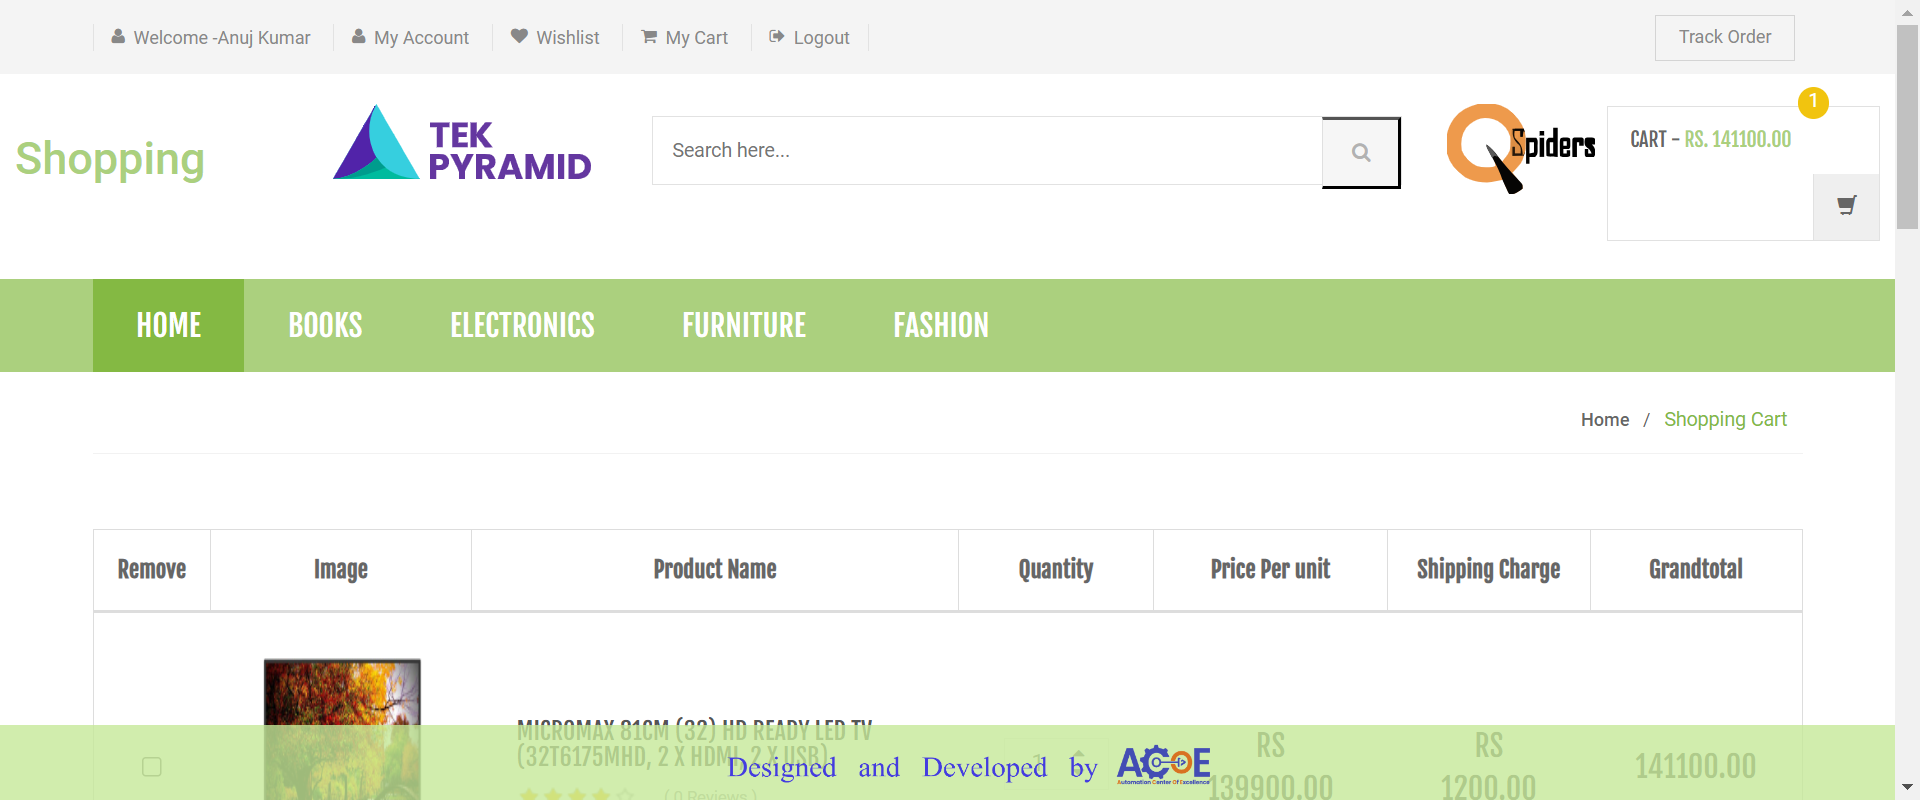 Welcome -Anuj Kumar
My Account
Wishlist
My Cart
Logout
Track Order
Shopping
TEK
PYRAMID
Search here...
Spiders
CART - RS. 141100.00
1
HOME
BOOKS
ELECTRONICS
FURNITURE
FASHION
Home / Shopping Cart
Remove
Image
Product Name
Quantity
Price Per unit
Shipping Charge
Grandtotal
MICROMAX 81CM (32) HD READY LED TV
(32T6175MHD, 2 X HDMI, 2 X USB)
( 0 Reviews )
1
RS
139900.00
RS
1200.00
141100.00
Designed and Developed by
ACOE
Automation Center Of Excellence